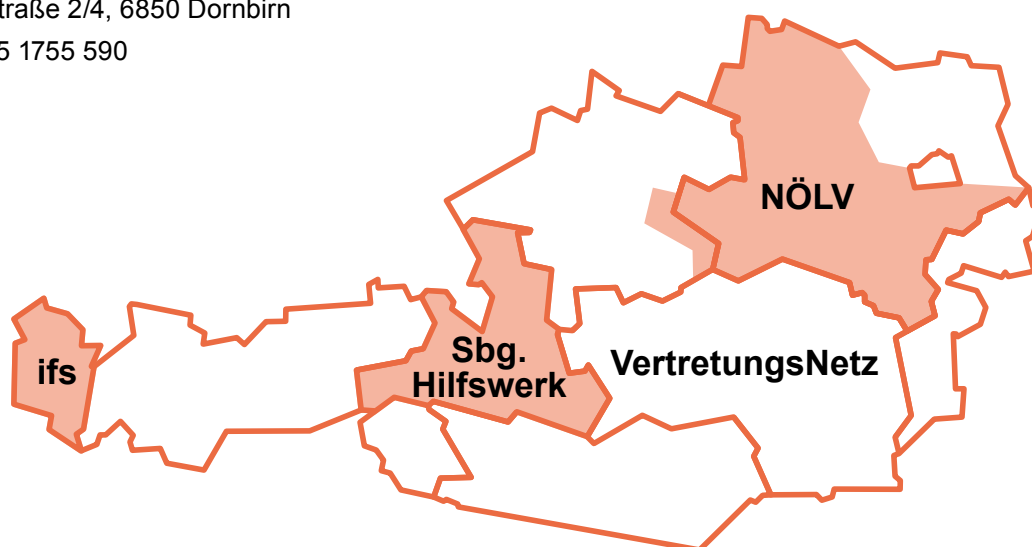 traße 2/4, 6850 Dornbirn
5 1755 590
NÖLV
Sbg.
Hilfswerk
VertretungsNetz
ifs